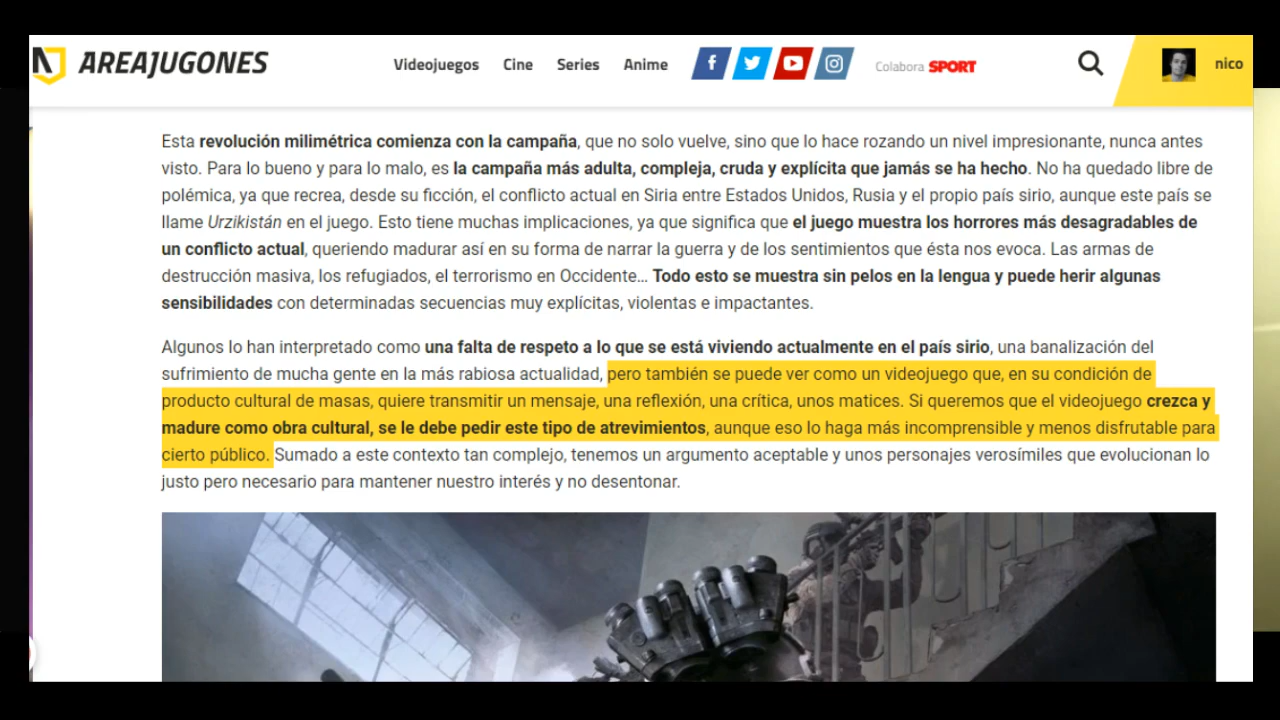 AREAJUGONES
Videojuegos Cine Series Anime Colabora SPORT nico
Esta revolución milimétrica comienza con la campaña, que no solo vuelve, sino que lo hace rozando un nivel impresionante, nunca antes
visto. Para lo bueno y para lo malo, es la campaña más adulta, compleja, cruda y explícita que jamás se ha hecho. No ha quedado libre de
polémica, ya que recrea, desde su ficción, el conflicto actual en Siria entre Estados Unidos, Rusia y el propio país sirio, aunque este país se
llame Urzikistán en el juego. Esto tiene muchas implicaciones, ya que significa que el juego muestra los horrores más desagradables de
un conflicto actual, queriendo madurar así en su forma de narrar la guerra y de los sentimientos que ésta nos evoca. Las armas de
destrucción masiva, los refugiados, el terrorismo en Occidente... Todo esto se muestra sin pelos en la lengua y puede herir algunas
sensibilidades con determinadas secuencias muy explícitas, violentas e impactantes.
Algunos lo han interpretado como una falta de respeto a lo que se está viviendo actualmente en el país sirio, una banalización del
sufrimiento de mucha gente en la más rabiosa actualidad, pero también se puede ver como un videojuego que, en su condición de
producto cultural de masas, quiere transmitir un mensaje, una reflexión, una crítica, unos matices. Si queremos que el videojuego crezca y
madure como obra cultural, se le debe pedir este tipo de atrevimientos, aunque eso lo haga más incomprensible y menos disfrutable para
cierto público. Sumado a este contexto tan complejo, tenemos un argumento aceptable y unos personajes verosímiles que evolucionan lo
justo pero necesario para mantener nuestro interés y no desentonar.